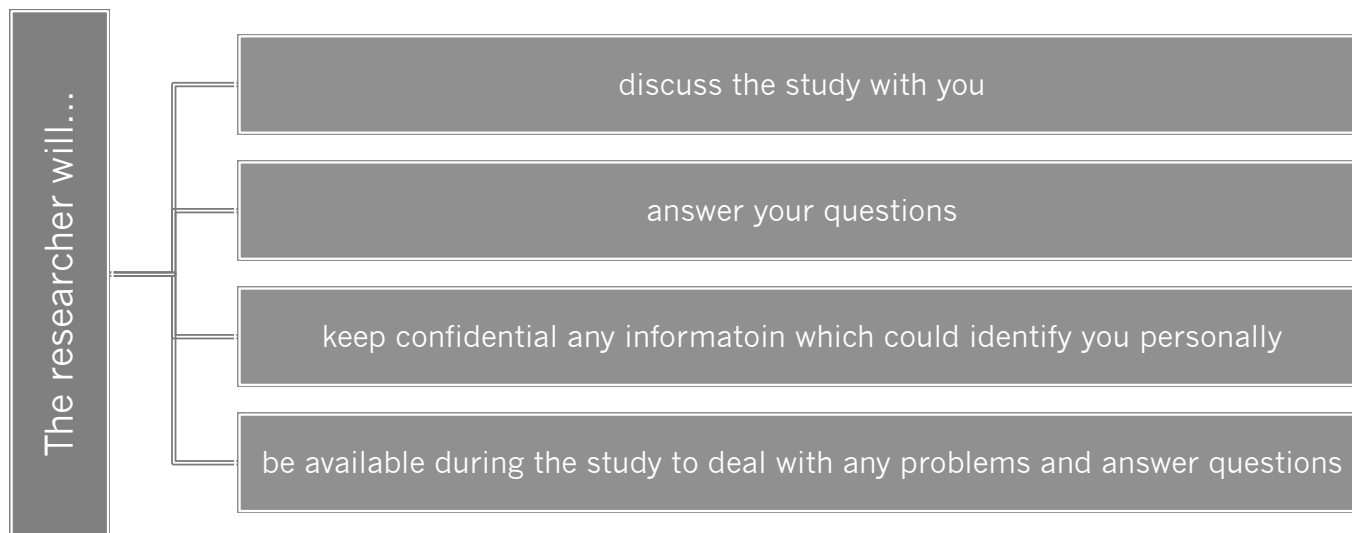 The researcher will...
discuss the study with you
answer your questions
keep confidential any informatoin which could identify you personally
be available during the study to deal with any problems and answer questions